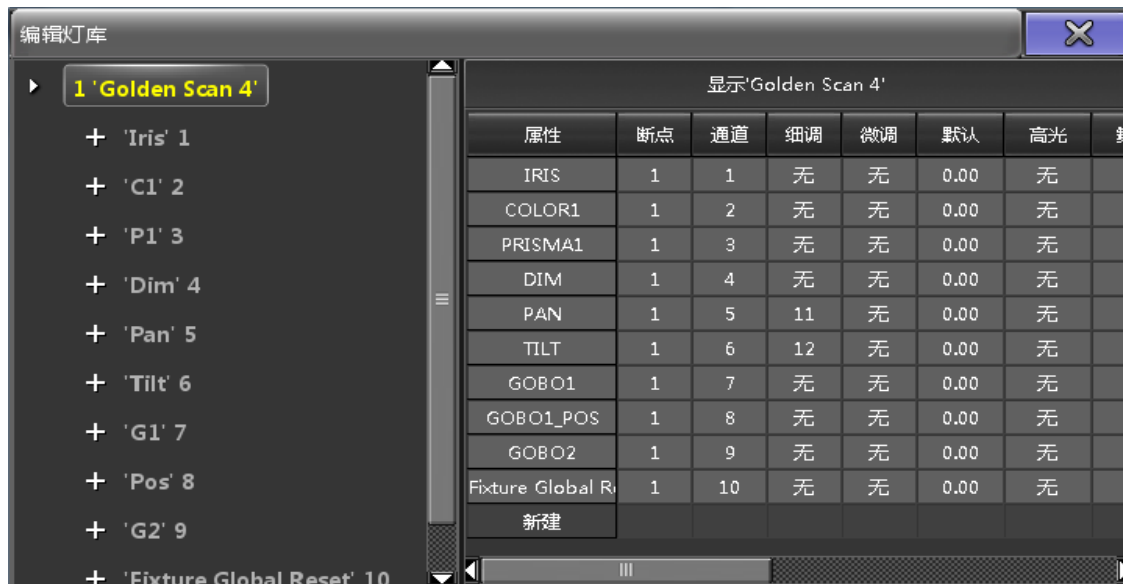 编辑灯库
1 'Golden Scan 4'
'Iris' 1
'C1' 2
'P1' 3
'Dim' 4
'Pan' 5
'Tilt' 6
'G1' 7
'Pos' 8
'G2' 9
'Fixture Global Reset' 10
显示'Golden Scan 4'
属性 断点 通道 细调 微调 默认 高光
IRIS 1 1 无 无 0.00 无
COLOR1 1 2 无 无 0.00 无
PRISMA1 1 3 无 无 0.00 无
DIM 1 4 无 无 0.00 无
PAN 1 5 11 无 0.00 无
TILT 1 6 12 无 0.00 无
GOBO1 1 7 无 无 0.00 无
GOBO1_POS 1 8 无 无 0.00 无
GOBO2 1 9 无 无 0.00 无
Fixture Global 1 10 无 无 0.00 无
新建